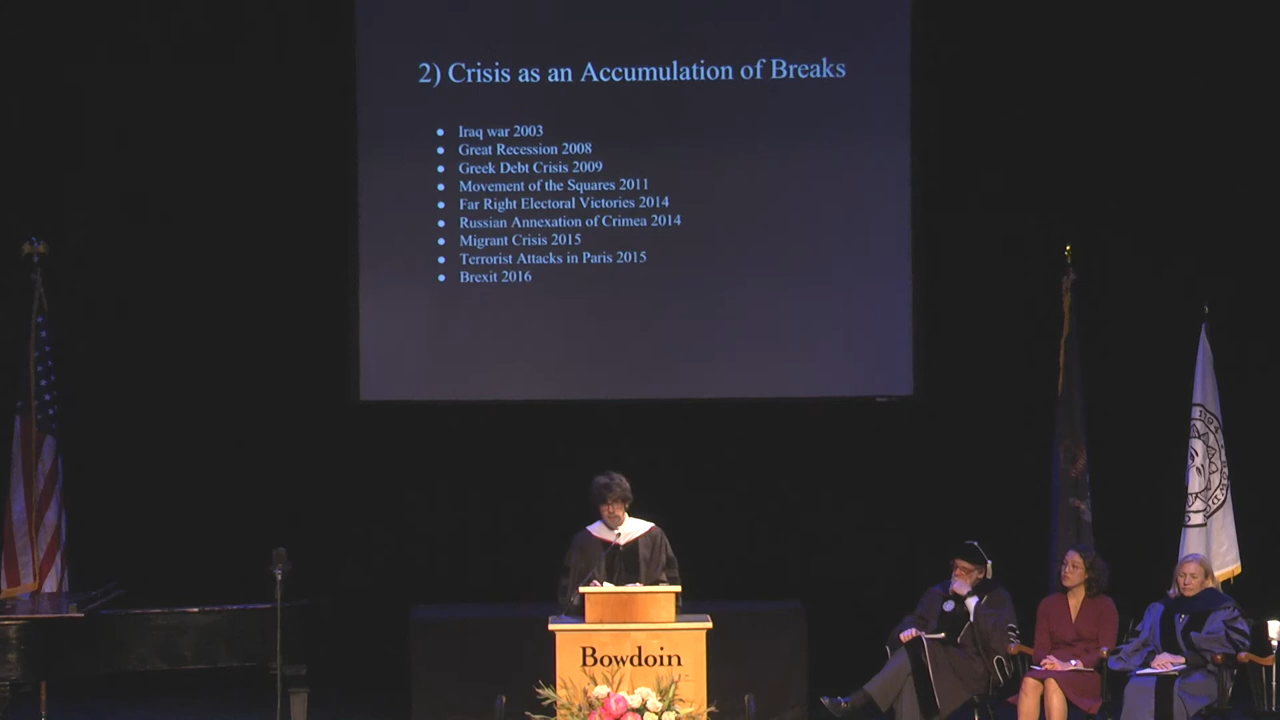 2) Crisis as an Accumulation of Breaks
● Iraq war 2003
● Great Recession 2008
● Greek Debt Crisis 2009
● Movement of the Squares 2011
● Far Right Electoral Victories 2014
● Russian Annexation of Crimea 2014
● Migrant Crisis 2015
● Terrorist Attacks in Paris 2015
● Brexit 2016
Bowdoin
1794